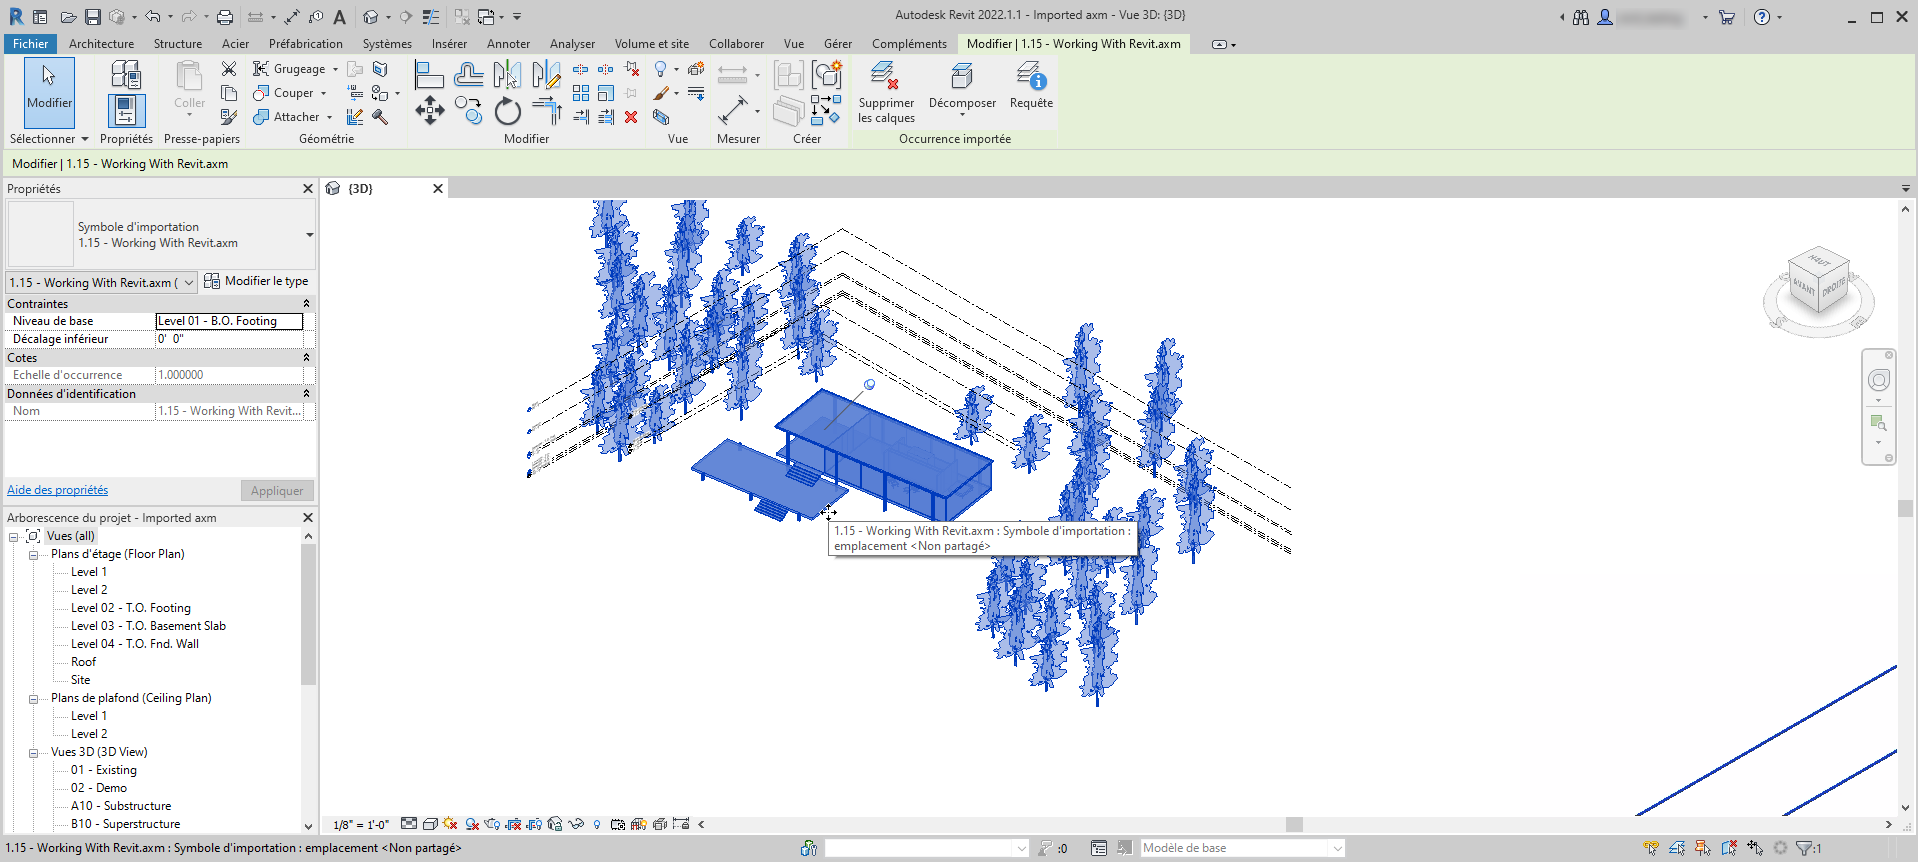 Autodesk Revit 2022.1.1 - Imported axm - Vue 3D: {3D}
Fichier Architecture Structure Acier Préfabrication Systèmes Insérer Annoter Analyser Volume et site Collaborer Vue Gérer Compléments Modifier | 1.15 - Working With Revit.axm
Modifier
Coller
Grugeage
Couper
Attacher
Supprimer
les calques
Décomposer
Requête
Sélectionner Propriétés Presse-papiers Géométrie Modifier Vue Mesurer Créer Occurrence importée
Modifier | 1.15 - Working With Revit.axm
Propriétés
Symbole d'importation
1.15 - Working With Revit.axm
1.15 - Working With Revit.axm (
Modifier le type
Contraintes
Niveau de base Level 01 - B.O. Footing
Décalage inférieur 0' 0"
Cotes
Echelle d'occurrence 1.000000
Données d'identification
Nom 1.15 - Working With Revit...
Aide des propriétés
Appliquer
Arborescence du projet - Imported axm
Vues (all)
Plans d'étage (Floor Plan)
Level 1
Level 2
Level 02 - T.O. Footing
Level 03 - T.O. Basement Slab
Level 04 - T.O. Fnd. Wall
Roof
Site
Plans de plafond (Ceiling Plan)
Level 1
Level 2
Vues 3D (3D View)
01 - Existing
02 - Demo
A10 - Substructure
B10 - Superstructure
{3D}
HAUT
AVANT
DROITE
1.15 - Working With Revit.axm : Symbole d'importation :
emplacement <Non partagé>
1/8" = 1'-0"
1.15 - Working With Revit.axm : Symbole d'importation : emplacement <Non partagé>
:0
Modèle de base
:1